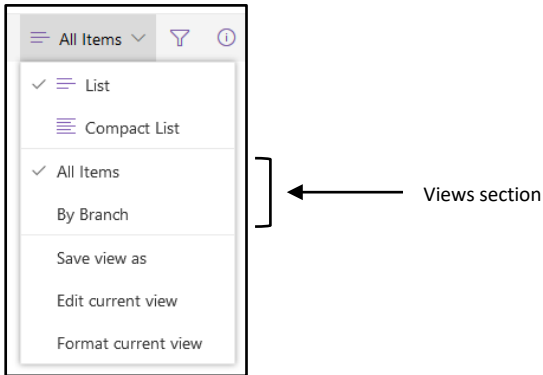 All Items
List
Compact List
All Items
By Branch
Views section
Save view as
Edit current view
Format current view